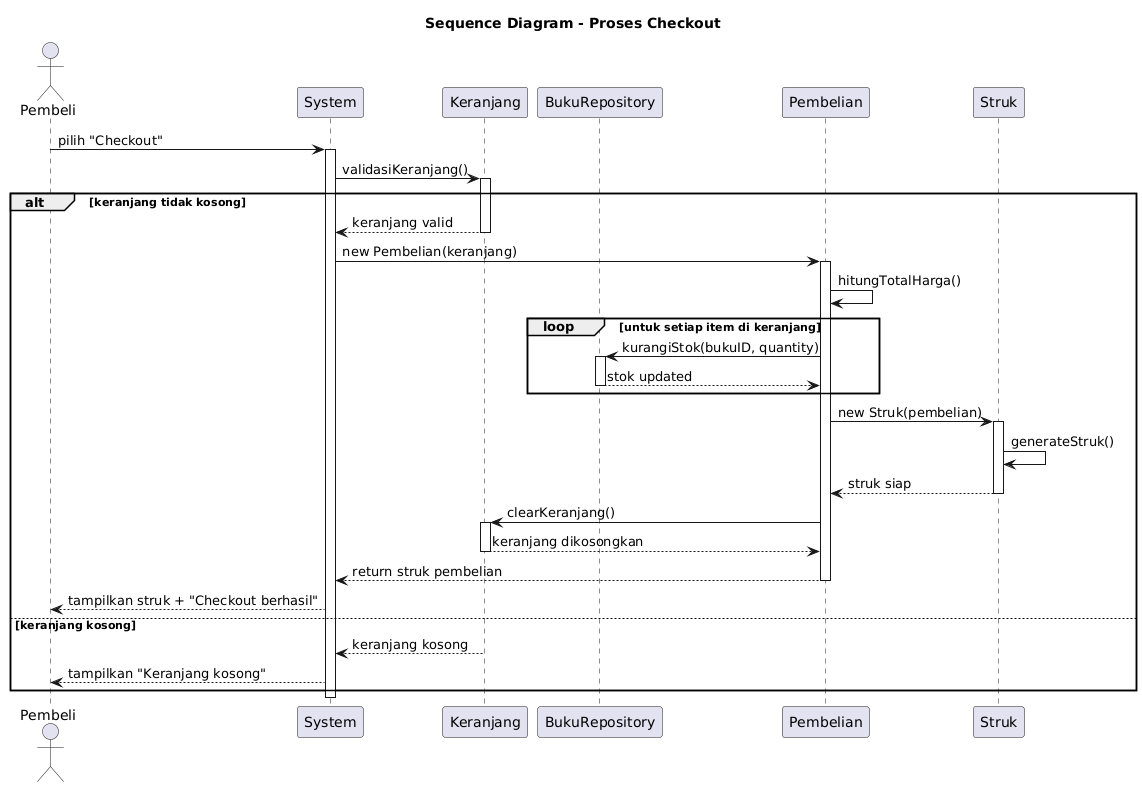 Sequence Diagram - Proses Checkout
Pembeli
System
Keranjang
BukuRepository
Pembelian
Struk
pilih "Checkout"
validasiKeranjang()
alt [keranjang tidak kosong]
keranjang valid
new Pembelian(keranjang)
hitungTotalHarga()
loop [untuk setiap item di keranjang]
kurangiStok(bukuID, quantity)
stok updated
new Struk(pembelian)
generateStruk()
struk siap
clearKeranjang()
keranjang dikosongkan
return struk pembelian
tampilkan struk + "Checkout berhasil"
[keranjang kosong]
keranjang kosong
tampilkan "Keranjang kosong"
Pembeli
System
Keranjang
BukuRepository
Pembelian
Struk